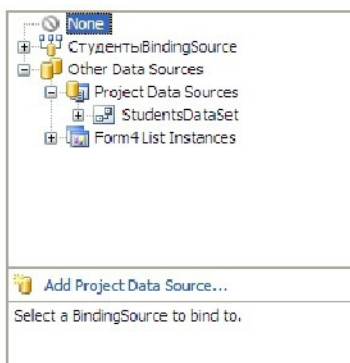 None
СтудентыBindingSource
Other Data Sources
Project Data Sources
StudentsDataSet
Form4 List Instances
Add Project Data Source...
Select a BindingSource to bind to.